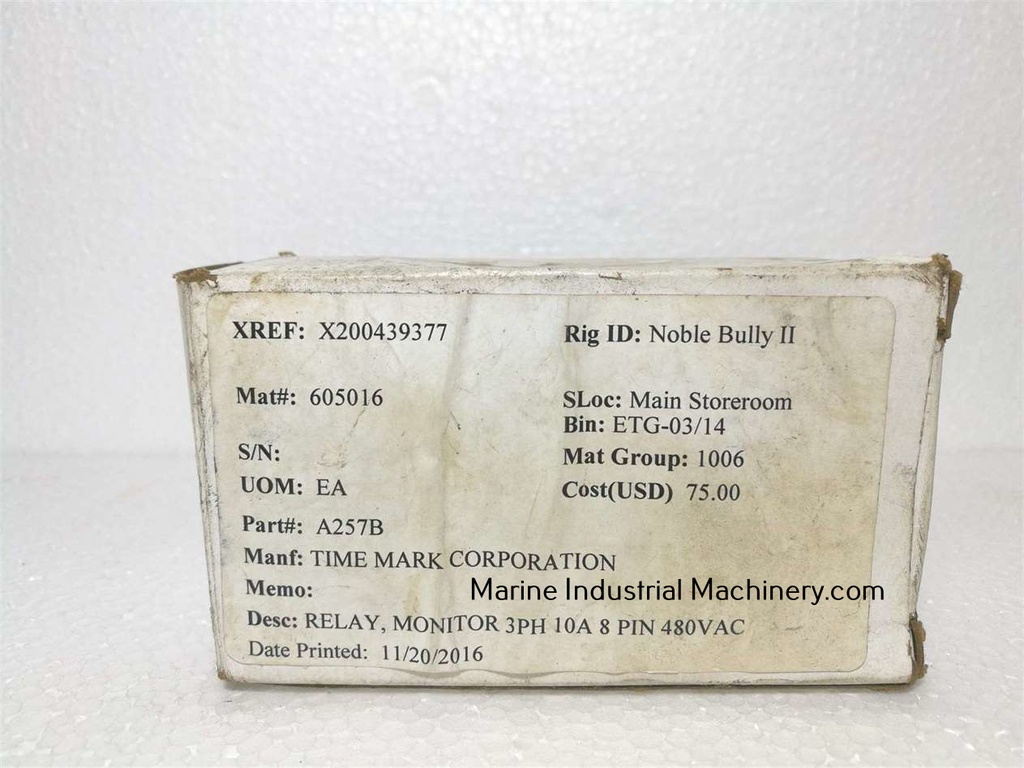 XREF: X200439377 Rig ID: Noble Bully II
Mat#: 605016 SLoc: Main Storeroom
Bin: ETG-03/14
S/N: Mat Group: 1006
UOM: EA Cost(USD) 75.00
Part#: A257B
Manf: TIME MARK CORPORATION
Memo: Marine Industrial Machinery.com
Desc: RELAY, MONITOR 3PH 10A 8 PIN 480VAC
Date Printed: 11/20/2016